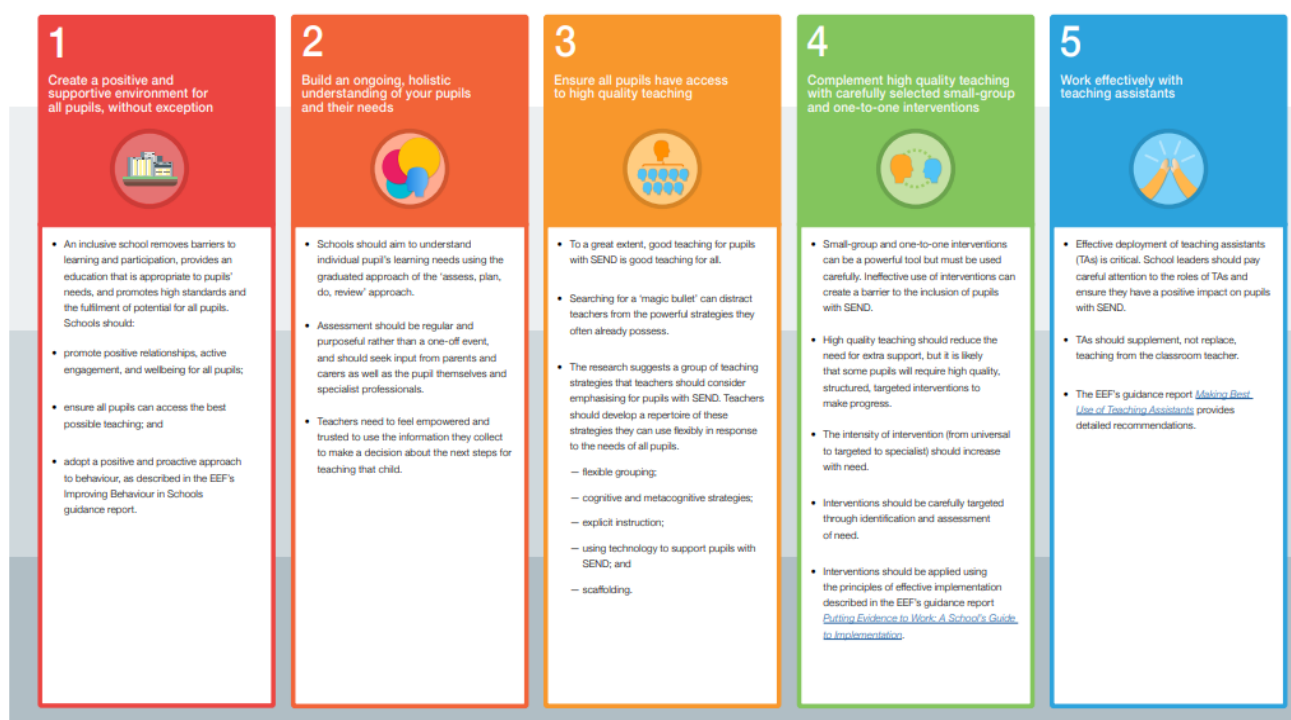 1
Create a positive and
supportive environment for
all pupils, without exception
• An inclusive school removes barriers to
learning and participation, provides an
education that is appropriate to pupils'
needs, and promotes high standards and
the fulfilment of potential for all pupils.
Schools should:
• promote positive relationships, active
engagement, and wellbeing for all pupils;
• ensure all pupils can access the best
possible teaching; and
• adopt a positive and proactive approach
to behaviour, as described in the EEF's
Improving Behaviour in Schools
guidance report.
2
Build an ongoing, holistic
understanding of your pupils
and their needs
• Schools should aim to understand
individual pupil's learning needs using the
graduated approach of the 'assess, plan,
do, review' approach.
• Assessment should be regular and
purposeful rather than a one-off event,
and should seek input from parents and
carers as well as the pupil themselves and
specialist professionals.
• Teachers need to feel empowered and
trusted to use the information they collect
to make a decision about the next steps for
teaching that child.
3
Ensure all pupils have access
to high quality teaching
• To a great extent, good teaching for pupils
with SEND is good teaching for all.
• Searching for a 'magic bullet' can distract
teachers from the powerful strategies they
often already possess.
• The research suggests a group of teaching
strategies that teachers should consider
emphasising for pupils with SEND. Teachers
should develop a repertoire of these
strategies they can use flexibly in response
to the needs of all pupils.
— flexible grouping;
— cognitive and metacognitive strategies;
— explicit instruction;
— using technology to support pupils with
SEND; and
— scaffolding.
4
Complement high quality teaching
with carefully selected small-group
and one-to-one interventions
• Small-group and one-to-one interventions
can be a powerful tool but must be used
carefully. Ineffective use of interventions can
create a barrier to the inclusion of pupils
with SEND.
• High quality teaching should reduce the
need for extra support, but it is likely
that some pupils will require high quality,
structured, targeted interventions to
make progress.
• The intensity of intervention (from universal
to targeted to specialist) should increase
with need.
• Interventions should be carefully targeted
through identification and assessment
of need.
• Interventions should be applied using
the principles of effective implementation
described in the EEF's guidance report
Putting Evidence to Work: A School's Guide
to Implementation.
5
Work effectively with
teaching assistants
• Effective deployment of teaching assistants
(TAs) is critical. School leaders should pay
careful attention to the roles of TAs and
ensure they have a positive impact on pupils
with SEND.
• TAs should supplement, not replace,
teaching from the classroom teacher.
• The EEF's guidance report Making Best
Use of Teaching Assistants provides
detailed recommendations.